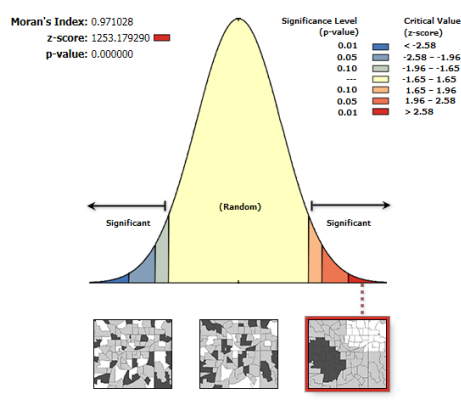 Moran's Index: 0.971028
z-score: 1253.179290
p-value: 0.000000
Significance Level
(p-value)
Critical Value
(z-score)
0.01 < -2.58
0.05 -2.58 – -1.96
0.10 -1.96 – -1.65
--- -1.65 – 1.65
0.10 1.65 – 1.96
0.05 1.96 – 2.58
0.01 > 2.58
Significant
(Random)
Significant